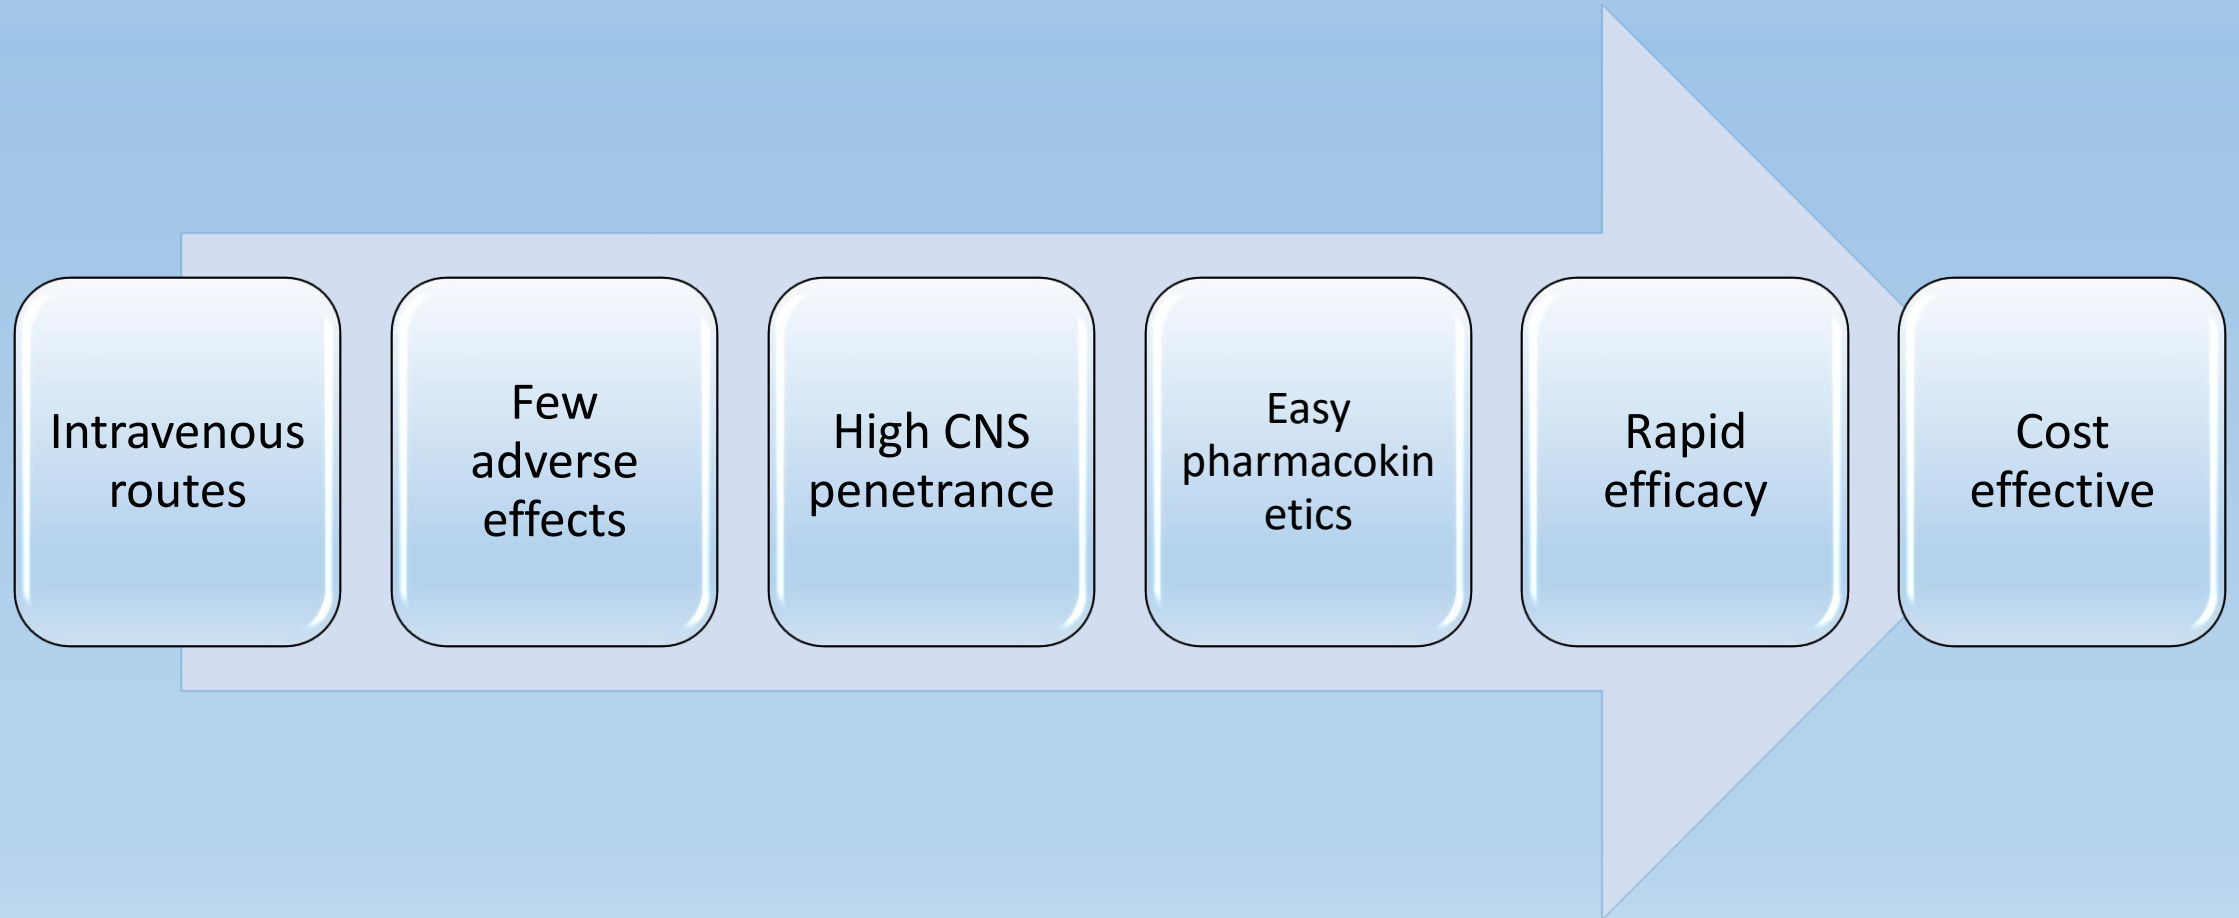 Intravenous
routes
Few
adverse
effects
High CNS
penetrance
Easy
pharmacokin
etics
Rapid
efficacy
Cost
effective